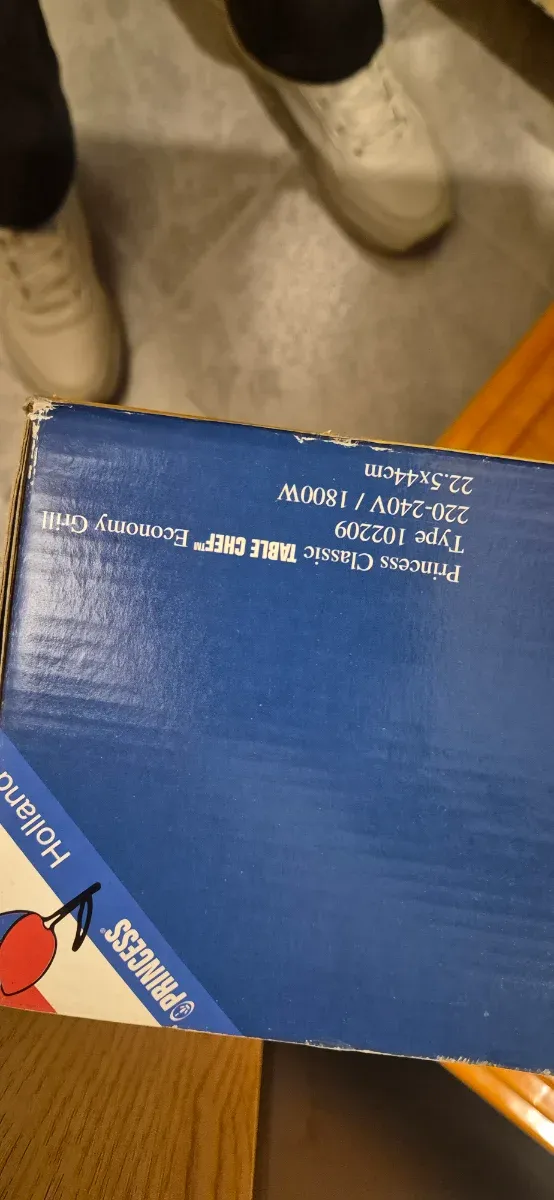 Princess Classic TABLE CHEF™ Economy Grill
Type 102209
220-240V / 1800W
22.5x44cm
PRINCESS®
Holland